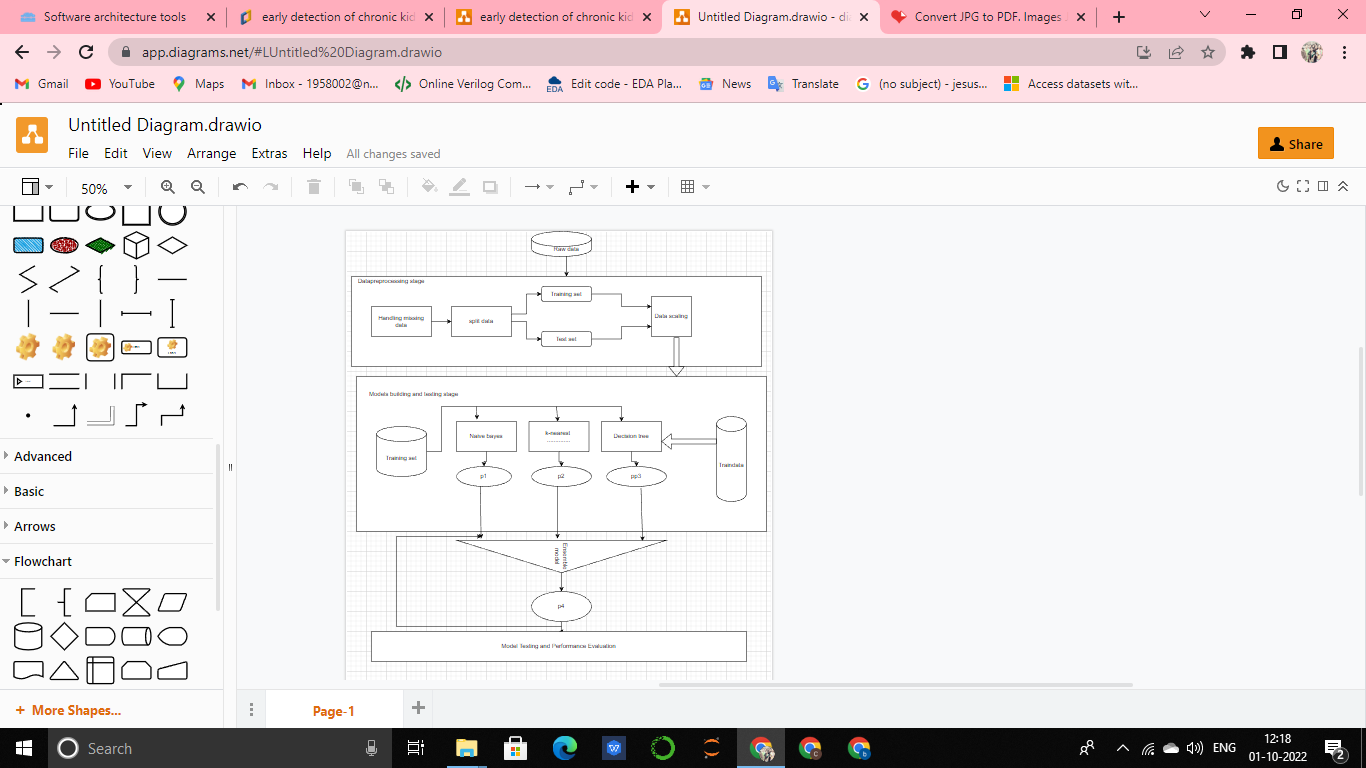 Software architecture tools
early detection of chronic kid
early detection of chronic kid
Untitled Diagram.drawio - di
Convert JPG to PDF. Images
app.diagrams.net/#LUntitled%20Diagram.drawio
Gmail
YouTube
Maps
Inbox - 1958002@n...
Online Verilog Com...
EDA
Edit code - EDA Pla...
News
Translate
(no subject) - jesus...
Access datasets wit...
Untitled Diagram.drawio
File Edit View Arrange Extras Help All changes saved
Share
50%
Advanced
Basic
Arrows
Flowchart
+ More Shapes...
Raw data
Datapreprocessing stage
Handling missing
data
split data
Training set
Test set
Data scaling
Models building and testing stage
Training set
Naive bayes
k-nearest
Decision tree
Traindata
p1
p2
pp3
Ensemble
model
p4
Model Testing and Performance Evaluation
Page-1
Search
ENG
12:18
01-10-2022
2